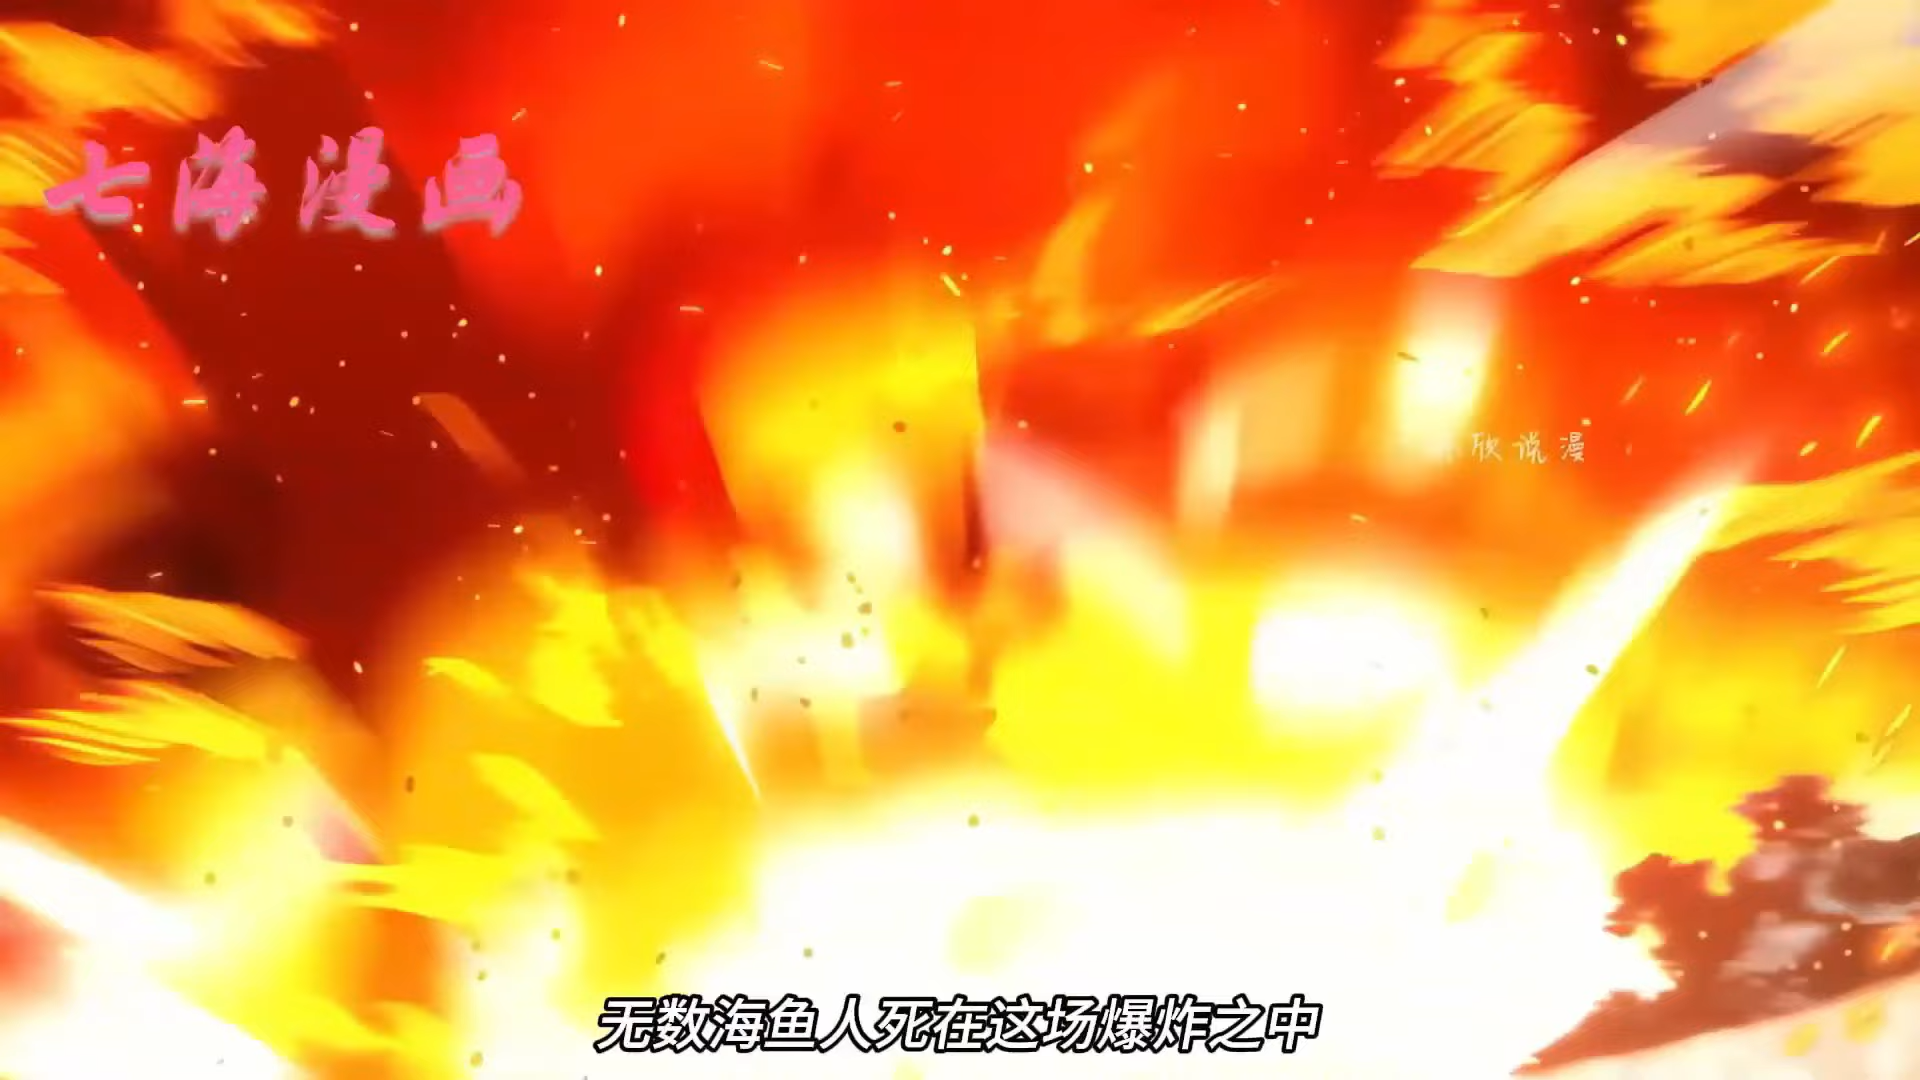 七海漫画
欣说漫
无数海鱼人死在这场爆炸之中